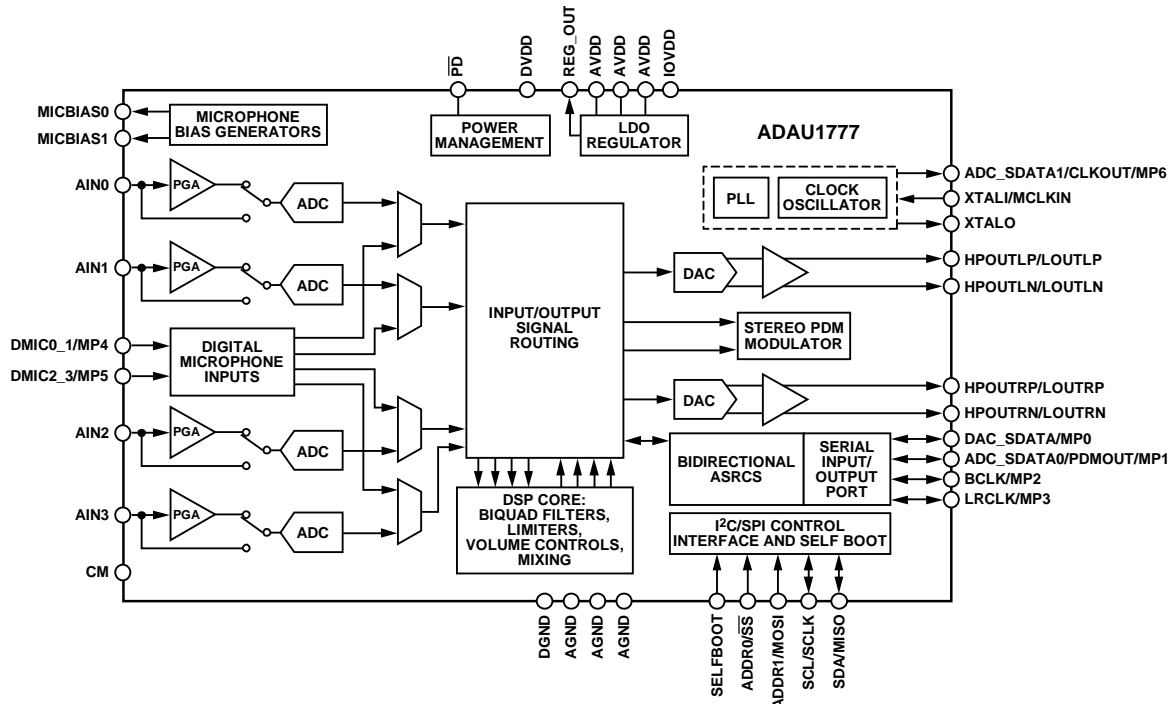 PD
DVDD
REG_OUT
AVDD
AVDD
AVDD
IOVDD
MICBIAS0
MICBIAS1
MICROPHONE
BIAS GENERATORS
POWER
MANAGEMENT
LDO
REGULATOR
ADAU1777
AIN0
PGA
ADC
PLL
CLOCK
OSCILLATOR
ADC_SDATA1/CLKOUT/MP6
XTALI/MCLKIN
XTALO
AIN1
PGA
ADC
INPUT/OUTPUT
SIGNAL
ROUTING
DAC
HPOUTLP/LOUTLP
HPOUTLN/LOUTLN
DMIC0_1/MP4
DMIC2_3/MP5
DIGITAL
MICROPHONE
INPUTS
STEREO PDM
MODULATOR
DAC
HPOUTRP/LOUTRP
HPOUTRN/LOUTRN
AIN2
PGA
ADC
BIDIRECTIONAL
ASRCS
SERIAL
INPUT/
OUTPUT
PORT
DAC_SDATA/MP0
ADC_SDATA0/PDMOUT/MP1
BCLK/MP2
LRCLK/MP3
AIN3
PGA
ADC
DSP CORE:
BIQUAD FILTERS,
LIMITERS,
VOLUME CONTROLS,
MIXING
I2C/SPI CONTROL
INTERFACE AND SELF BOOT
CM
DGND
AGND
AGND
AGND
SELFBOOT
ADDR0/SS
ADDR1/MOSI
SCL/SCLK
SDA/MISO